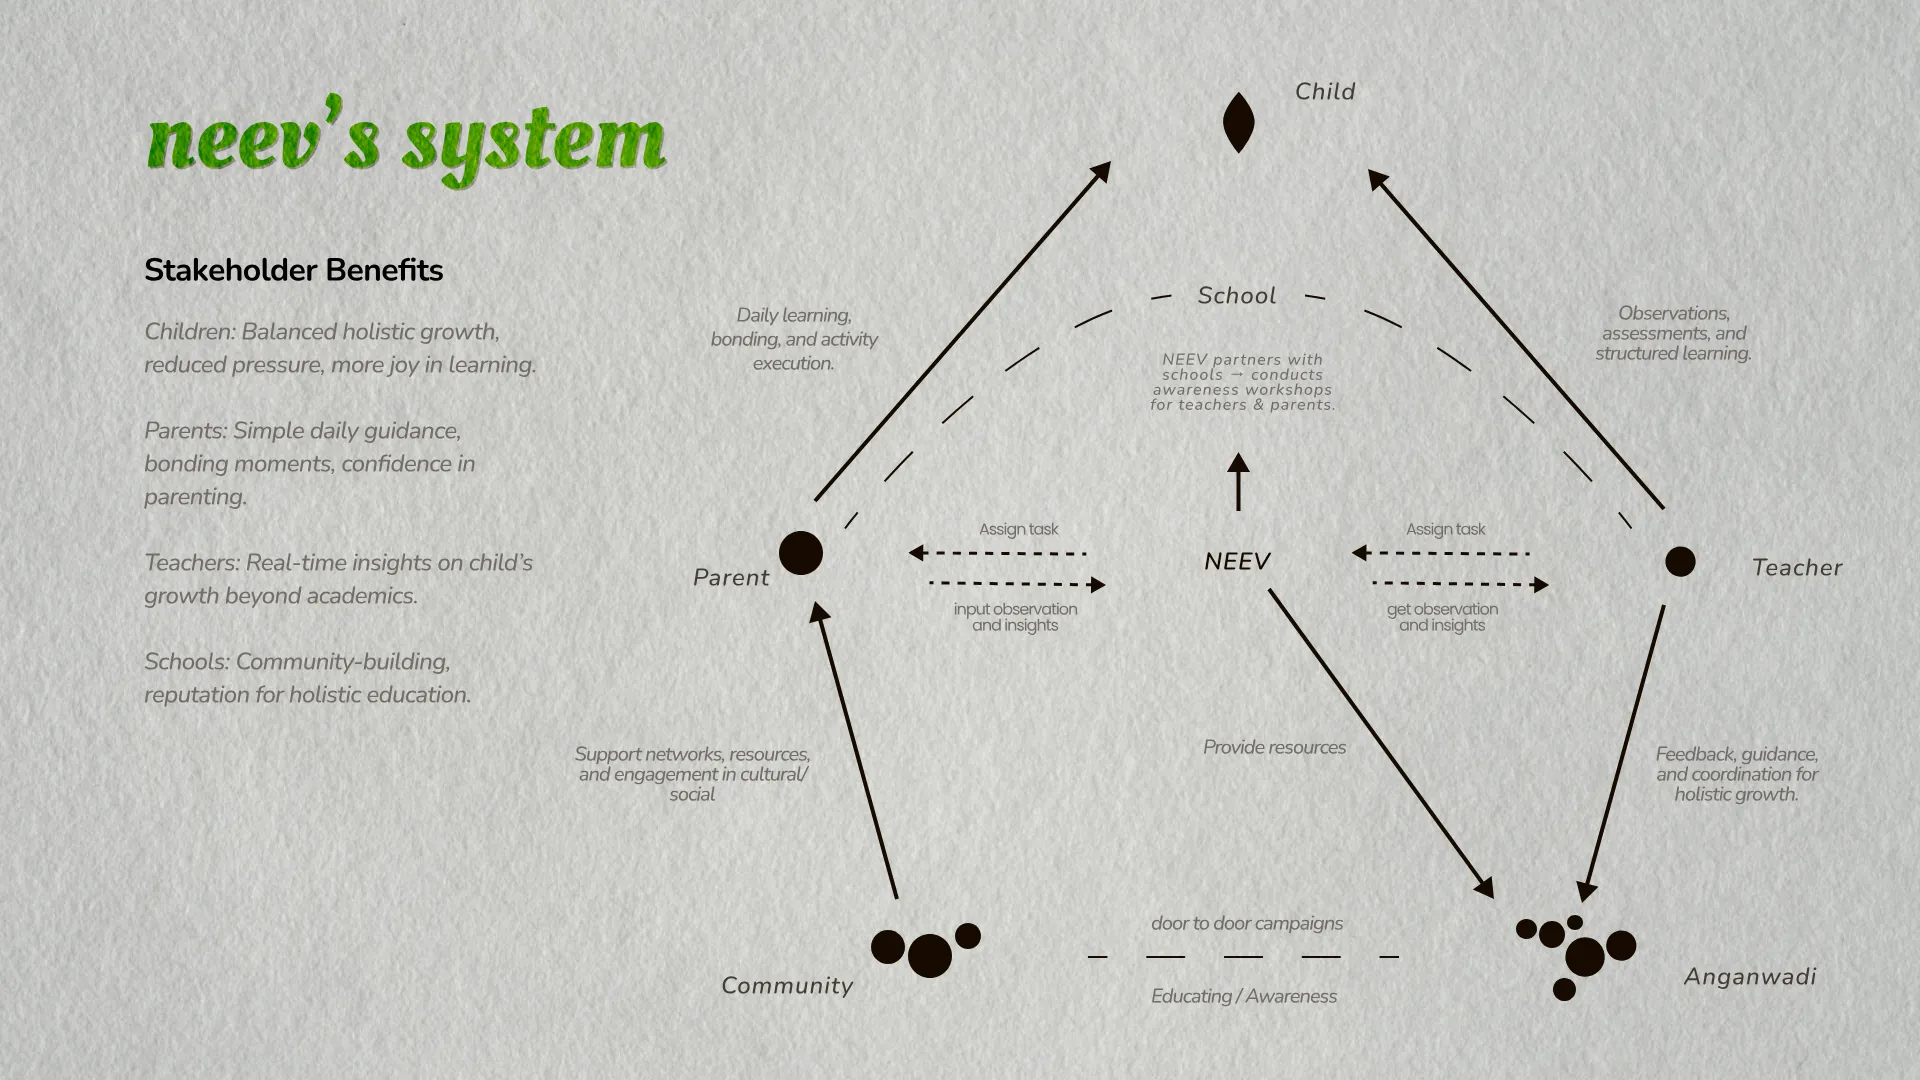 neev's system
Stakeholder Benefits
Children: Balanced holistic growth,
reduced pressure, more joy in learning.
Parents: Simple daily guidance,
bonding moments, confidence in
parenting.
Teachers: Real-time insights on child's
growth beyond academics.
Schools: Community-building,
reputation for holistic education.
Child
School
Daily learning,
bonding, and activity
execution.
Observations,
assessments, and
structured learning.
NEEV partners with
schools → conducts
awareness workshops
for teachers & parents.
Parent
Assign task
input observation
and insights
NEEV
Assign task
get observation
and insights
Teacher
Support networks, resources,
and engagement in cultural/
social
Provide resources
Feedback, guidance,
and coordination for
holistic growth.
Community
door to door campaigns
Educating / Awareness
Anganwadi